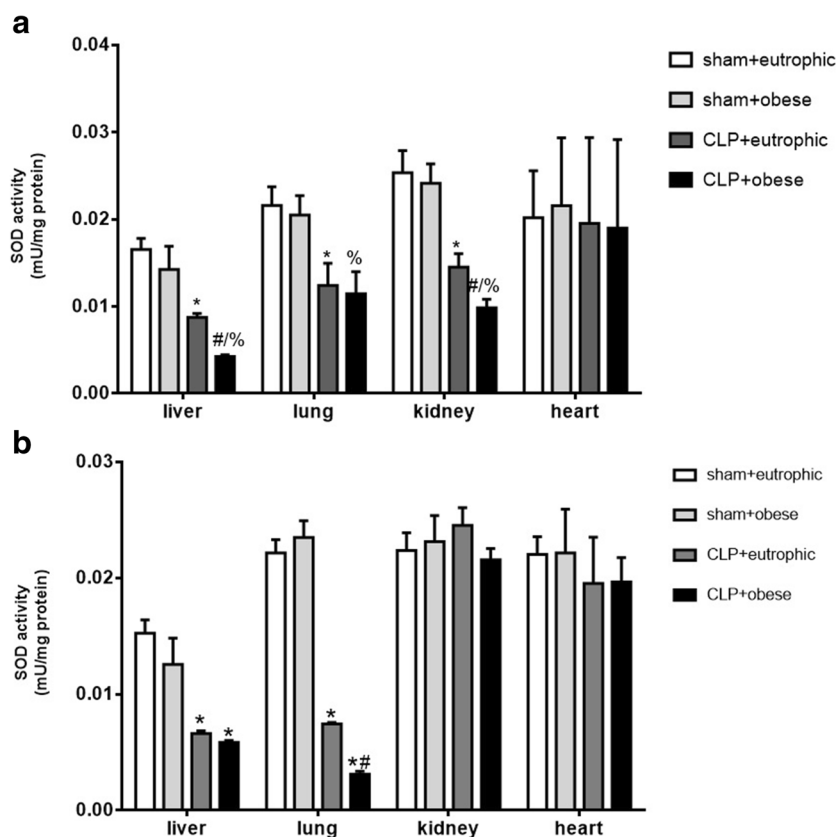 a
SOD activity
(mU/mg protein)
0.04
0.03
0.02
0.01
0.00
*
#/%
*
%
*
#/%
liver lung kidney heart
sham+eutrophic
sham+obese
CLP+eutrophic
CLP+obese
b
SOD activity
(mU/mg protein)
0.03
0.02
0.01
0.00
*
*
*
*#
liver lung kidney heart
sham+eutrophic
sham+obese
CLP+eutrophic
CLP+obese